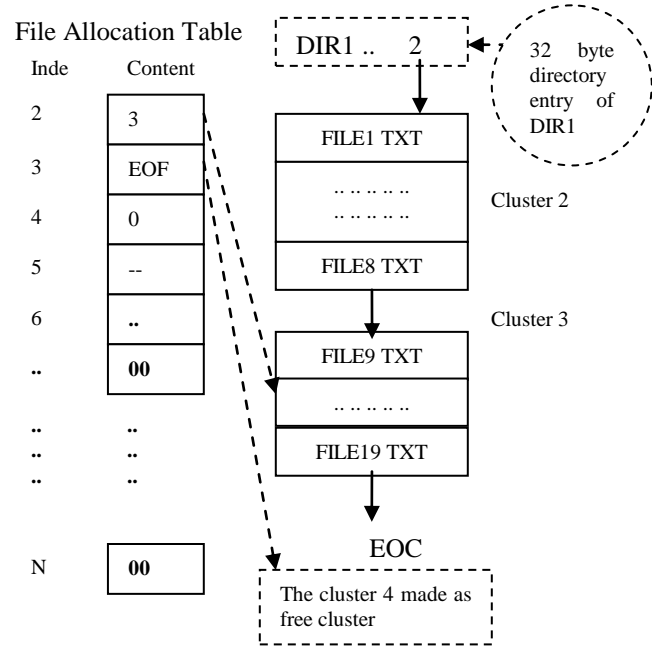 File Allocation Table
Inde Content
2 3
3 EOF
4 0
5 --
6 ..
.. 00
.. ..
.. ..
.. ..
N 00
DIR1 .. 2
32 byte
directory
entry of
DIR1
FILE1 TXT
.. .. .. .. ..
.. .. .. .. ..
FILE8 TXT
Cluster 2
Cluster 3
FILE9 TXT
.. .. .. .. ..
FILE19 TXT
EOC
The cluster 4 made as
free cluster